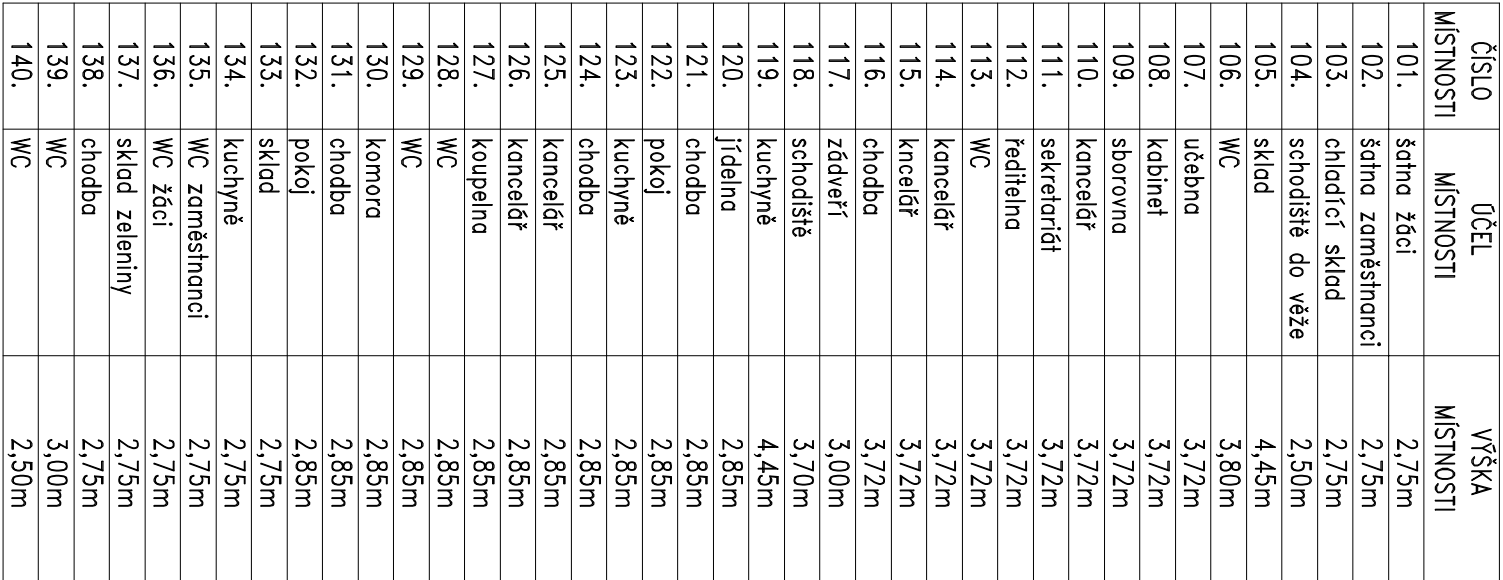 ČÍSLO MÍSTNOSTI ÚČEL MÍSTNOSTI VÝŠKA MÍSTNOSTI
101. šatna žáci 2,75m
102. šatna zaměstnanci 2,75m
103. chladící sklad 2,75m
104. schodiště do věže 2,50m
105. sklad 4,45m
106. WC 3,80m
107. učebna 3,72m
108. kabinet 3,72m
109. sborovna 3,72m
110. kancelář 3,72m
111. sekretariát 3,72m
112. ředitelna 3,72m
113. WC 3,72m
114. kancelář 3,72m
115. kncelář 3,72m
116. chodba 3,72m
117. zádveří 3,00m
118. schodiště 3,70m
119. kuchyně 4,45m
120. jídelna 2,85m
121. chodba 2,85m
122. pokoj 2,85m
123. kuchyně 2,85m
124. chodba 2,85m
125. kancelář 2,85m
126. kancelář 2,85m
127. koupelna 2,85m
128. WC 2,85m
129. WC 2,85m
130. komora 2,85m
131. chodba 2,85m
132. pokoj 2,85m
133. sklad 2,75m
134. kuchyně 2,75m
135. WC zaměstnanci 2,75m
136. WC žáci 2,75m
137. sklad zeleniny 2,75m
138. chodba 2,75m
139. WC 3,00m
140. WC 2,50m